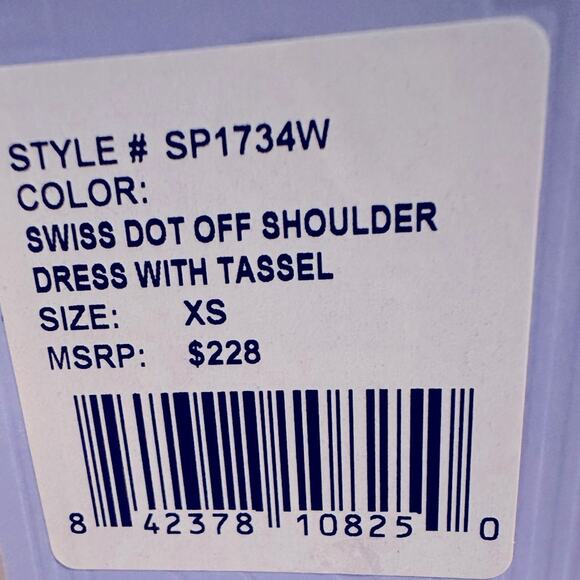 STYLE # SP1734W
COLOR:
SWISS DOT OFF SHOULDER
DRESS WITH TASSEL
SIZE: XS
MSRP: $228
8 42378 10825 0